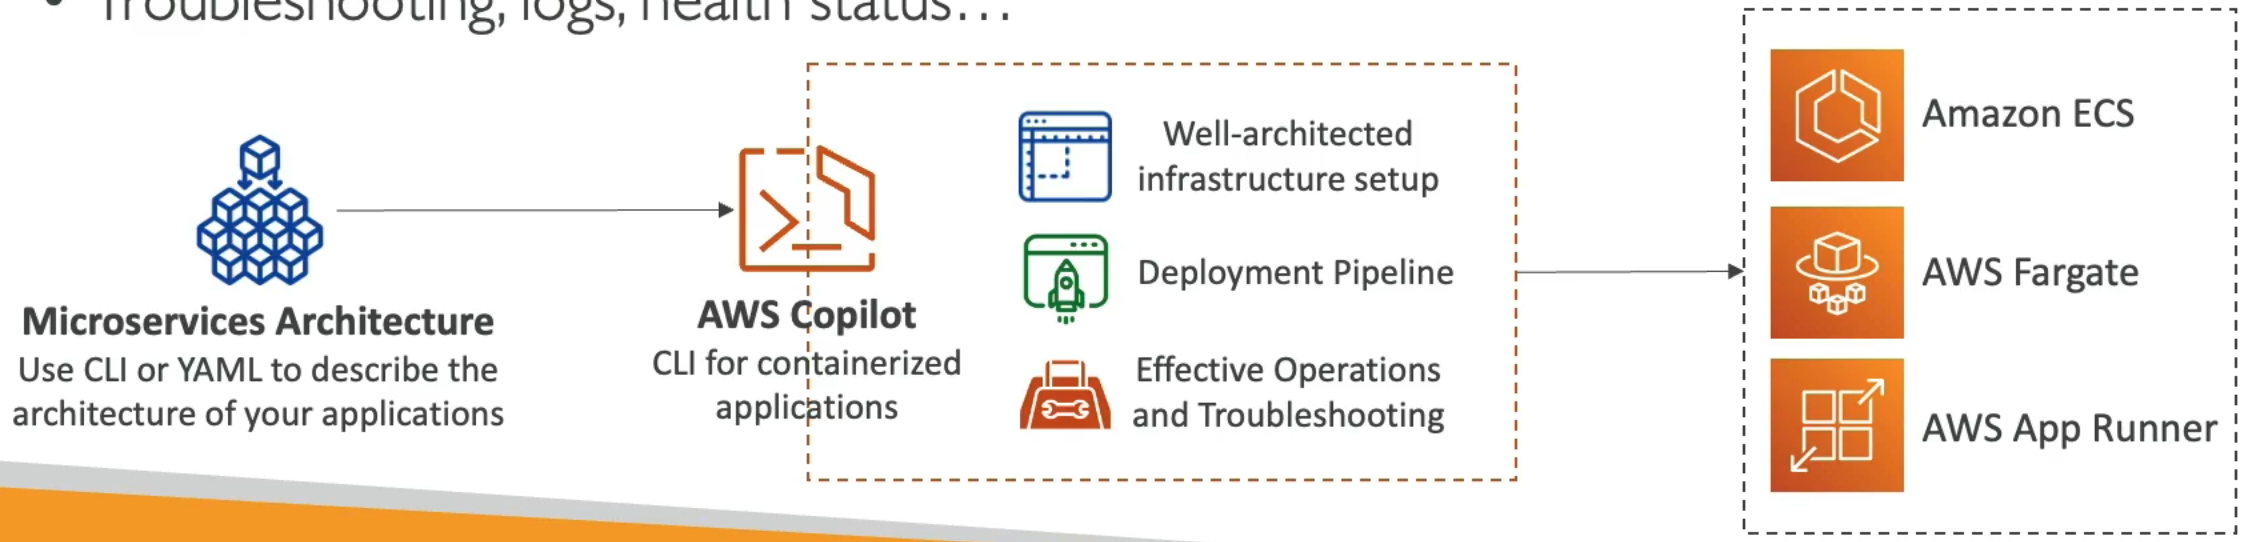 • Troubleshooting, logs, health status…
Microservices Architecture
Use CLI or YAML to describe the
architecture of your applications
AWS Copilot
CLI for containerized
applications
Well-architected
infrastructure setup
Deployment Pipeline
Effective Operations
and Troubleshooting
Amazon ECS
AWS Fargate
AWS App Runner